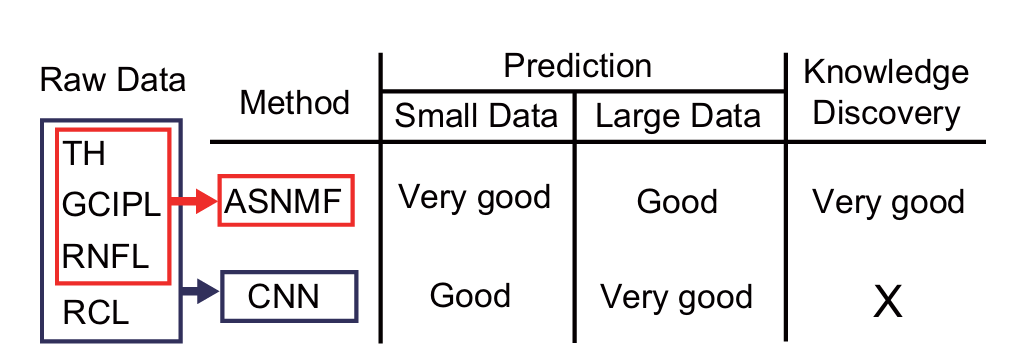 Raw Data
Method
Prediction
Knowledge
Discovery
Small Data
Large Data
TH
GCIPL
RNFL
RCL
ASNMF
Very good
Good
Very good
CNN
Good
Very good
X